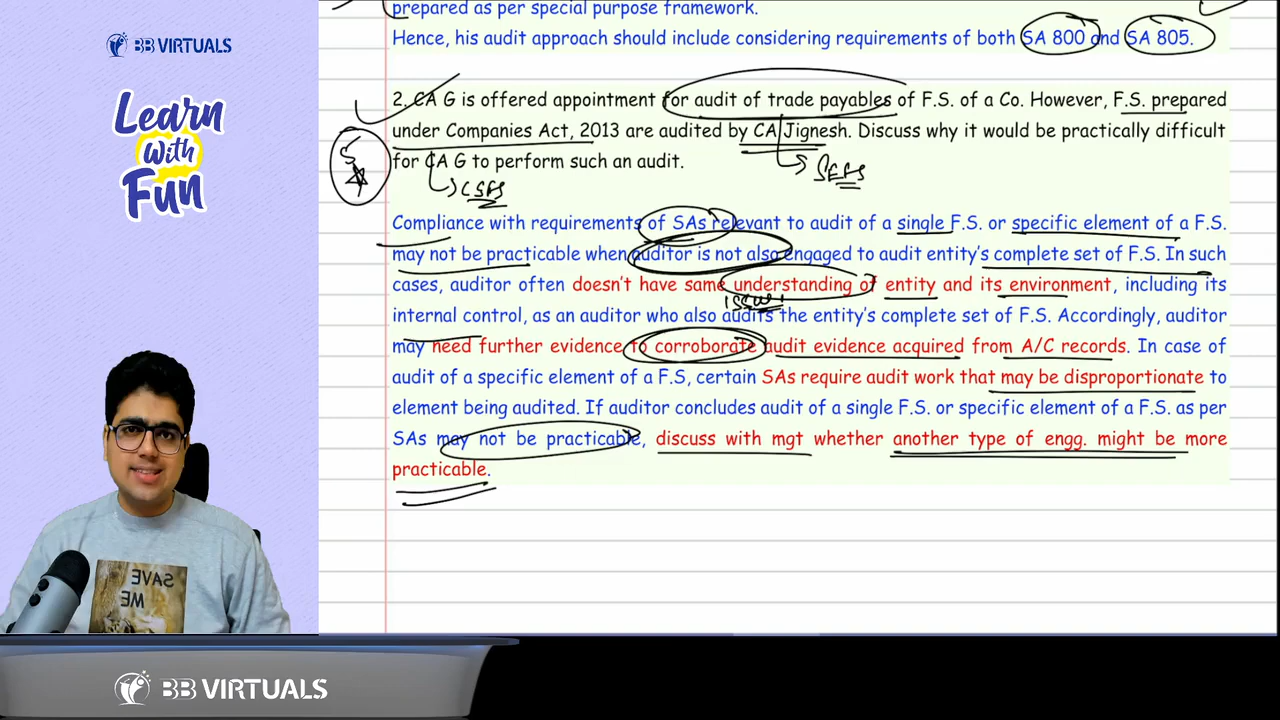 prepared as per special purpose framework.
BB VIRTUALS
Hence, his audit approach should include considering requirements of both SA 800 and SA 805.
Learn
With
Fun
2. CA G is offered appointment for audit of trade payables of F.S. of a Co. However, F.S. prepared
under Companies Act, 2013 are audited by CA Jignesh. Discuss why it would be practically difficult
for CA G to perform such an audit.
Compliance with requirements of SAs relevant to audit of a single F.S. or specific element of a F.S.
may not be practicable when auditor is not also engaged to audit entity's complete set of F.S. In such
cases, auditor often doesn't have same understanding of entity and its environment, including its
internal control, as an auditor who also audits the entity's complete set of F.S. Accordingly, auditor
may need further evidence to corroborate audit evidence acquired from A/C records. In case of
audit of a specific element of a F.S, certain SAs require audit work that may be disproportionate to
element being audited. If auditor concludes audit of a single F.S. or specific element of a F.S. as per
SAs may not be practicable, discuss with mgt whether another type of engg. might be more
practicable.
SAVE
ME
BB VIRTUALS